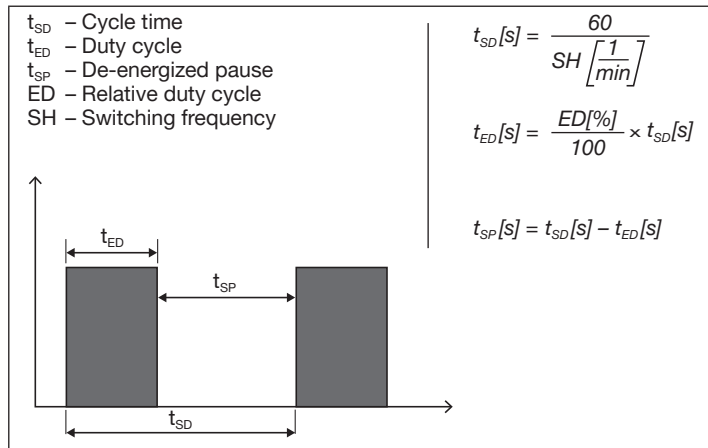 t_SD – Cycle time
t_ED – Duty cycle
t_SP – De-energized pause
ED – Relative duty cycle
SH – Switching frequency
t_SD[s] = 60 / SH [1/min]
t_ED[s] = ED[%] / 100 × t_SD[s]
t_SP[s] = t_SD[s] – t_ED[s]
t_ED
t_SP
t_SD